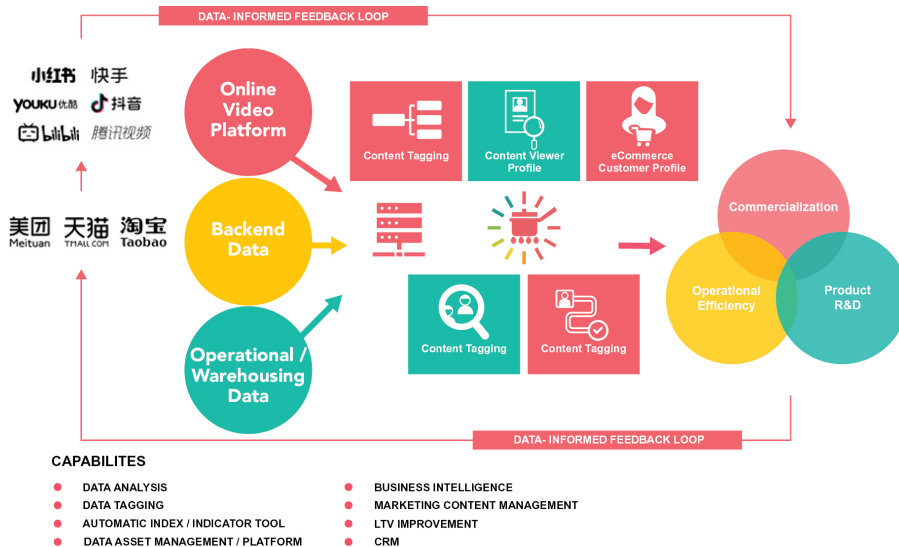 DATA- INFORMED FEEDBACK LOOP
小红书 快手
YOUKU优酷 抖音
bilibili 腾讯视频
美团 天猫 淘宝
Meituan TMALL.COM Taobao
Online
Video
Platform
Backend
Data
Operational /
Warehousing
Data
Content Tagging
Content Viewer
Profile
eCommerce
Customer Profile
Content Tagging
Content Tagging
Commercialization
Operational
Efficiency
Product
R&D
DATA- INFORMED FEEDBACK LOOP
CAPABILITES
DATA ANALYSIS
DATA TAGGING
AUTOMATIC INDEX / INDICATOR TOOL
DATA ASSET MANAGEMENT / PLATFORM
BUSINESS INTELLIGENCE
MARKETING CONTENT MANAGEMENT
LTV IMPROVEMENT
CRM